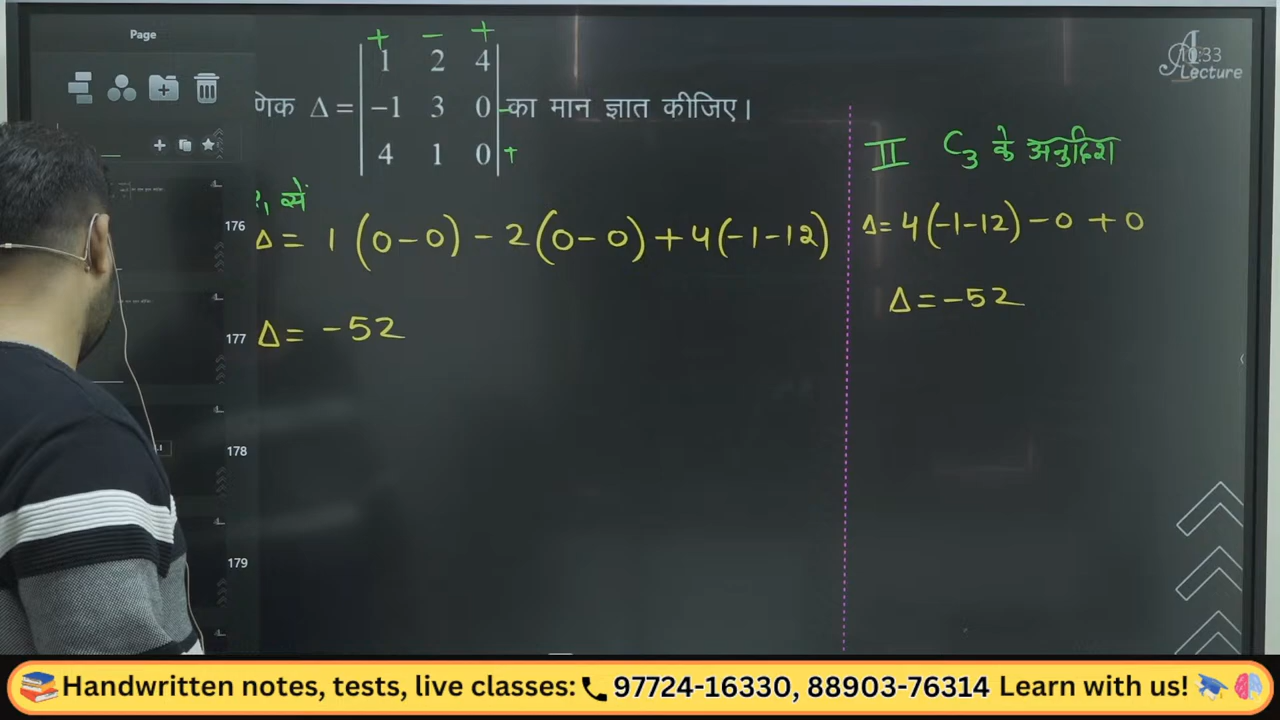 Page
10:33
A Lecture
+ − +
1 2 4
णिक Δ = −1 3 0 − का मान ज्ञात कीजिए।
4 1 0 +
से
II C₃ के अनुदिश
176
Δ = 1 (0−0) − 2 (0−0) + 4 (−1−12)
Δ = 4 (−1−12) − 0 + 0
177
Δ = −52
Δ = −52
178
179
Handwritten notes, tests, live classes: 97724-16330, 88903-76314 Learn with us!